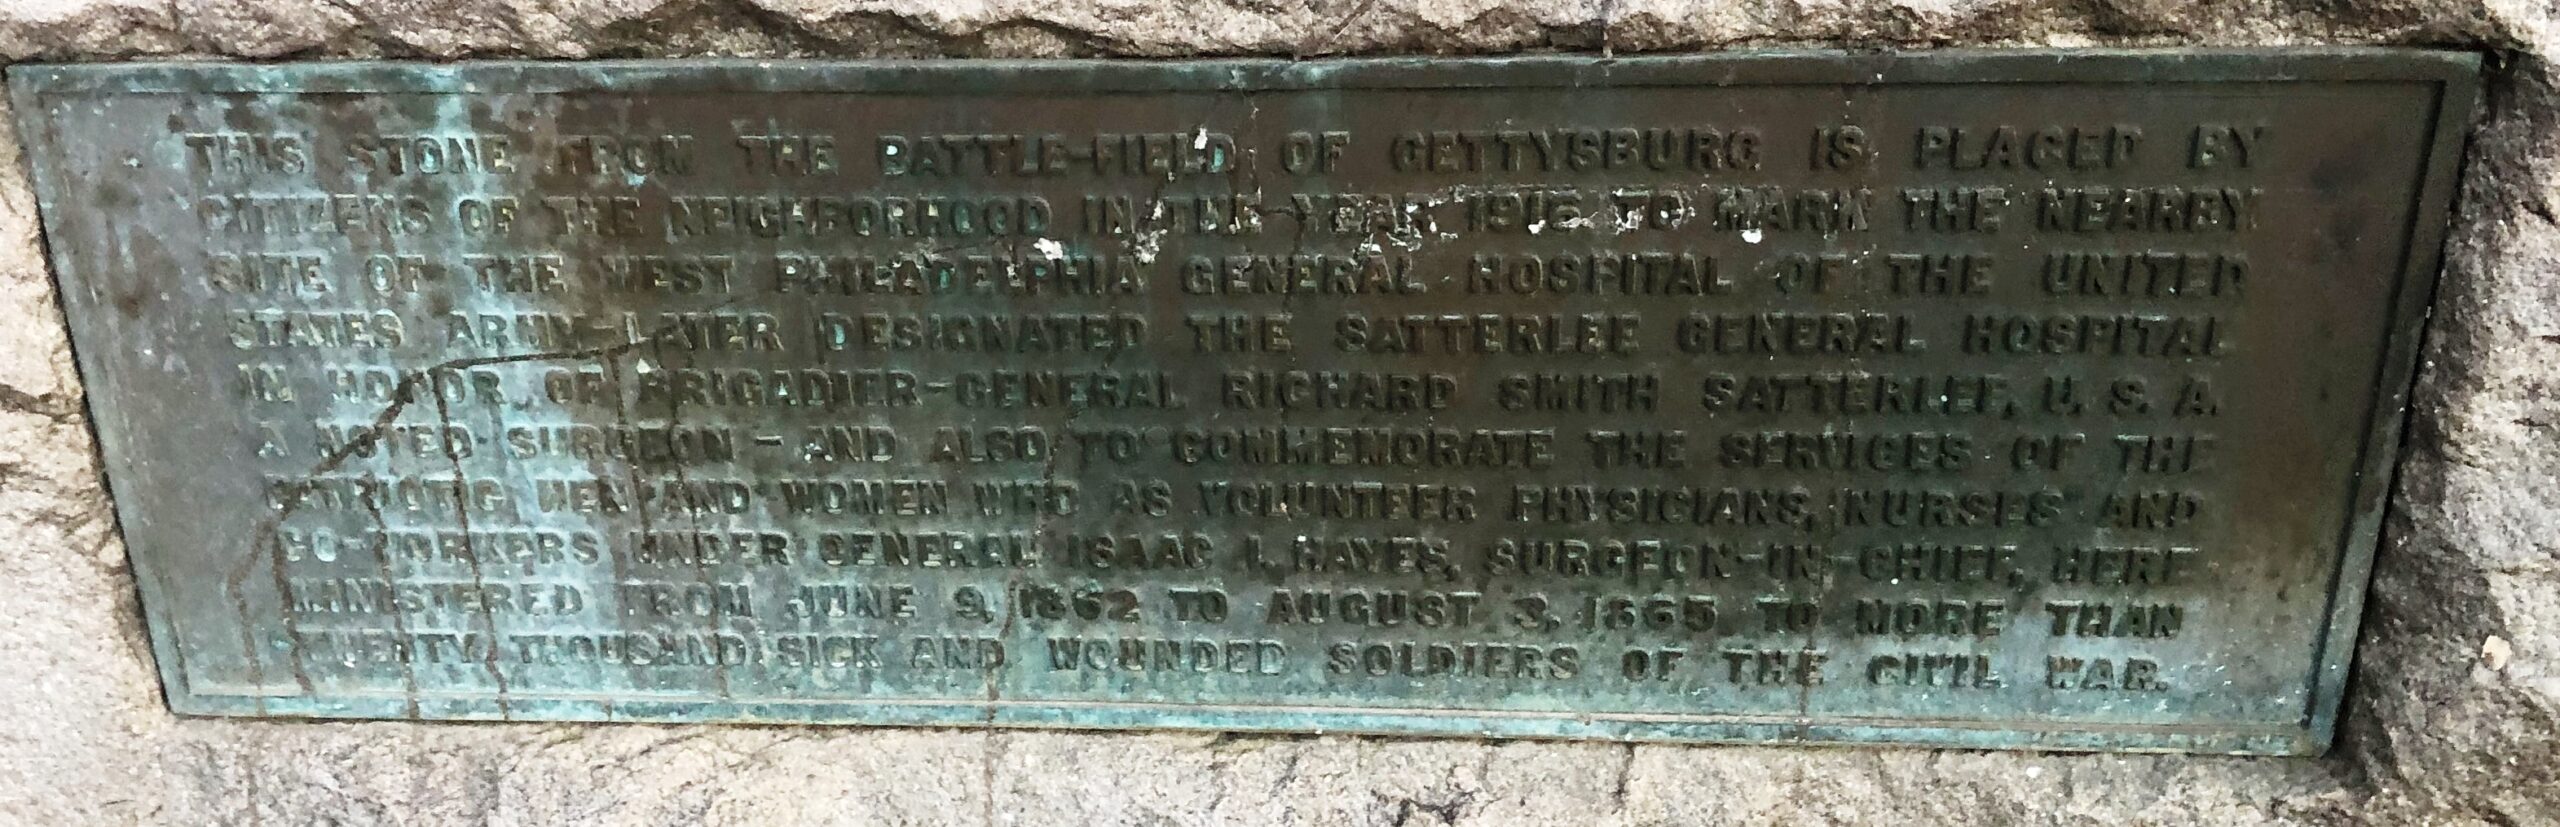 THIS STONE FROM THE BATTLE-FIELD OF GETTYSBURG IS PLACED BY
CITIZENS OF THE NEIGHBORHOOD IN THE YEAR 1916 TO MARK THE NEARBY
SITE OF THE WEST PHILADELPHIA GENERAL HOSPITAL OF THE UNITED
STATES ARMY-LATER DESIGNATED THE SATTERLEE GENERAL HOSPITAL
IN HONOR OF BRIGADIER-GENERAL RICHARD SMITH SATTERLEE, U. S. A.
A NOTED SURGEON - AND ALSO TO COMMEMORATE THE SERVICES OF THE
PATRIOTIC MEN AND WOMEN WHO AS VOLUNTEER PHYSICIANS, NURSES AND
CO-WORKERS UNDER GENERAL ISAAC I. HAYES, SURGEON-IN-CHIEF, HERE
MINISTERED FROM JUNE 9, 1862 TO AUGUST 3, 1865 TO MORE THAN
TWENTY THOUSAND SICK AND WOUNDED SOLDIERS OF THE CIVIL WAR.